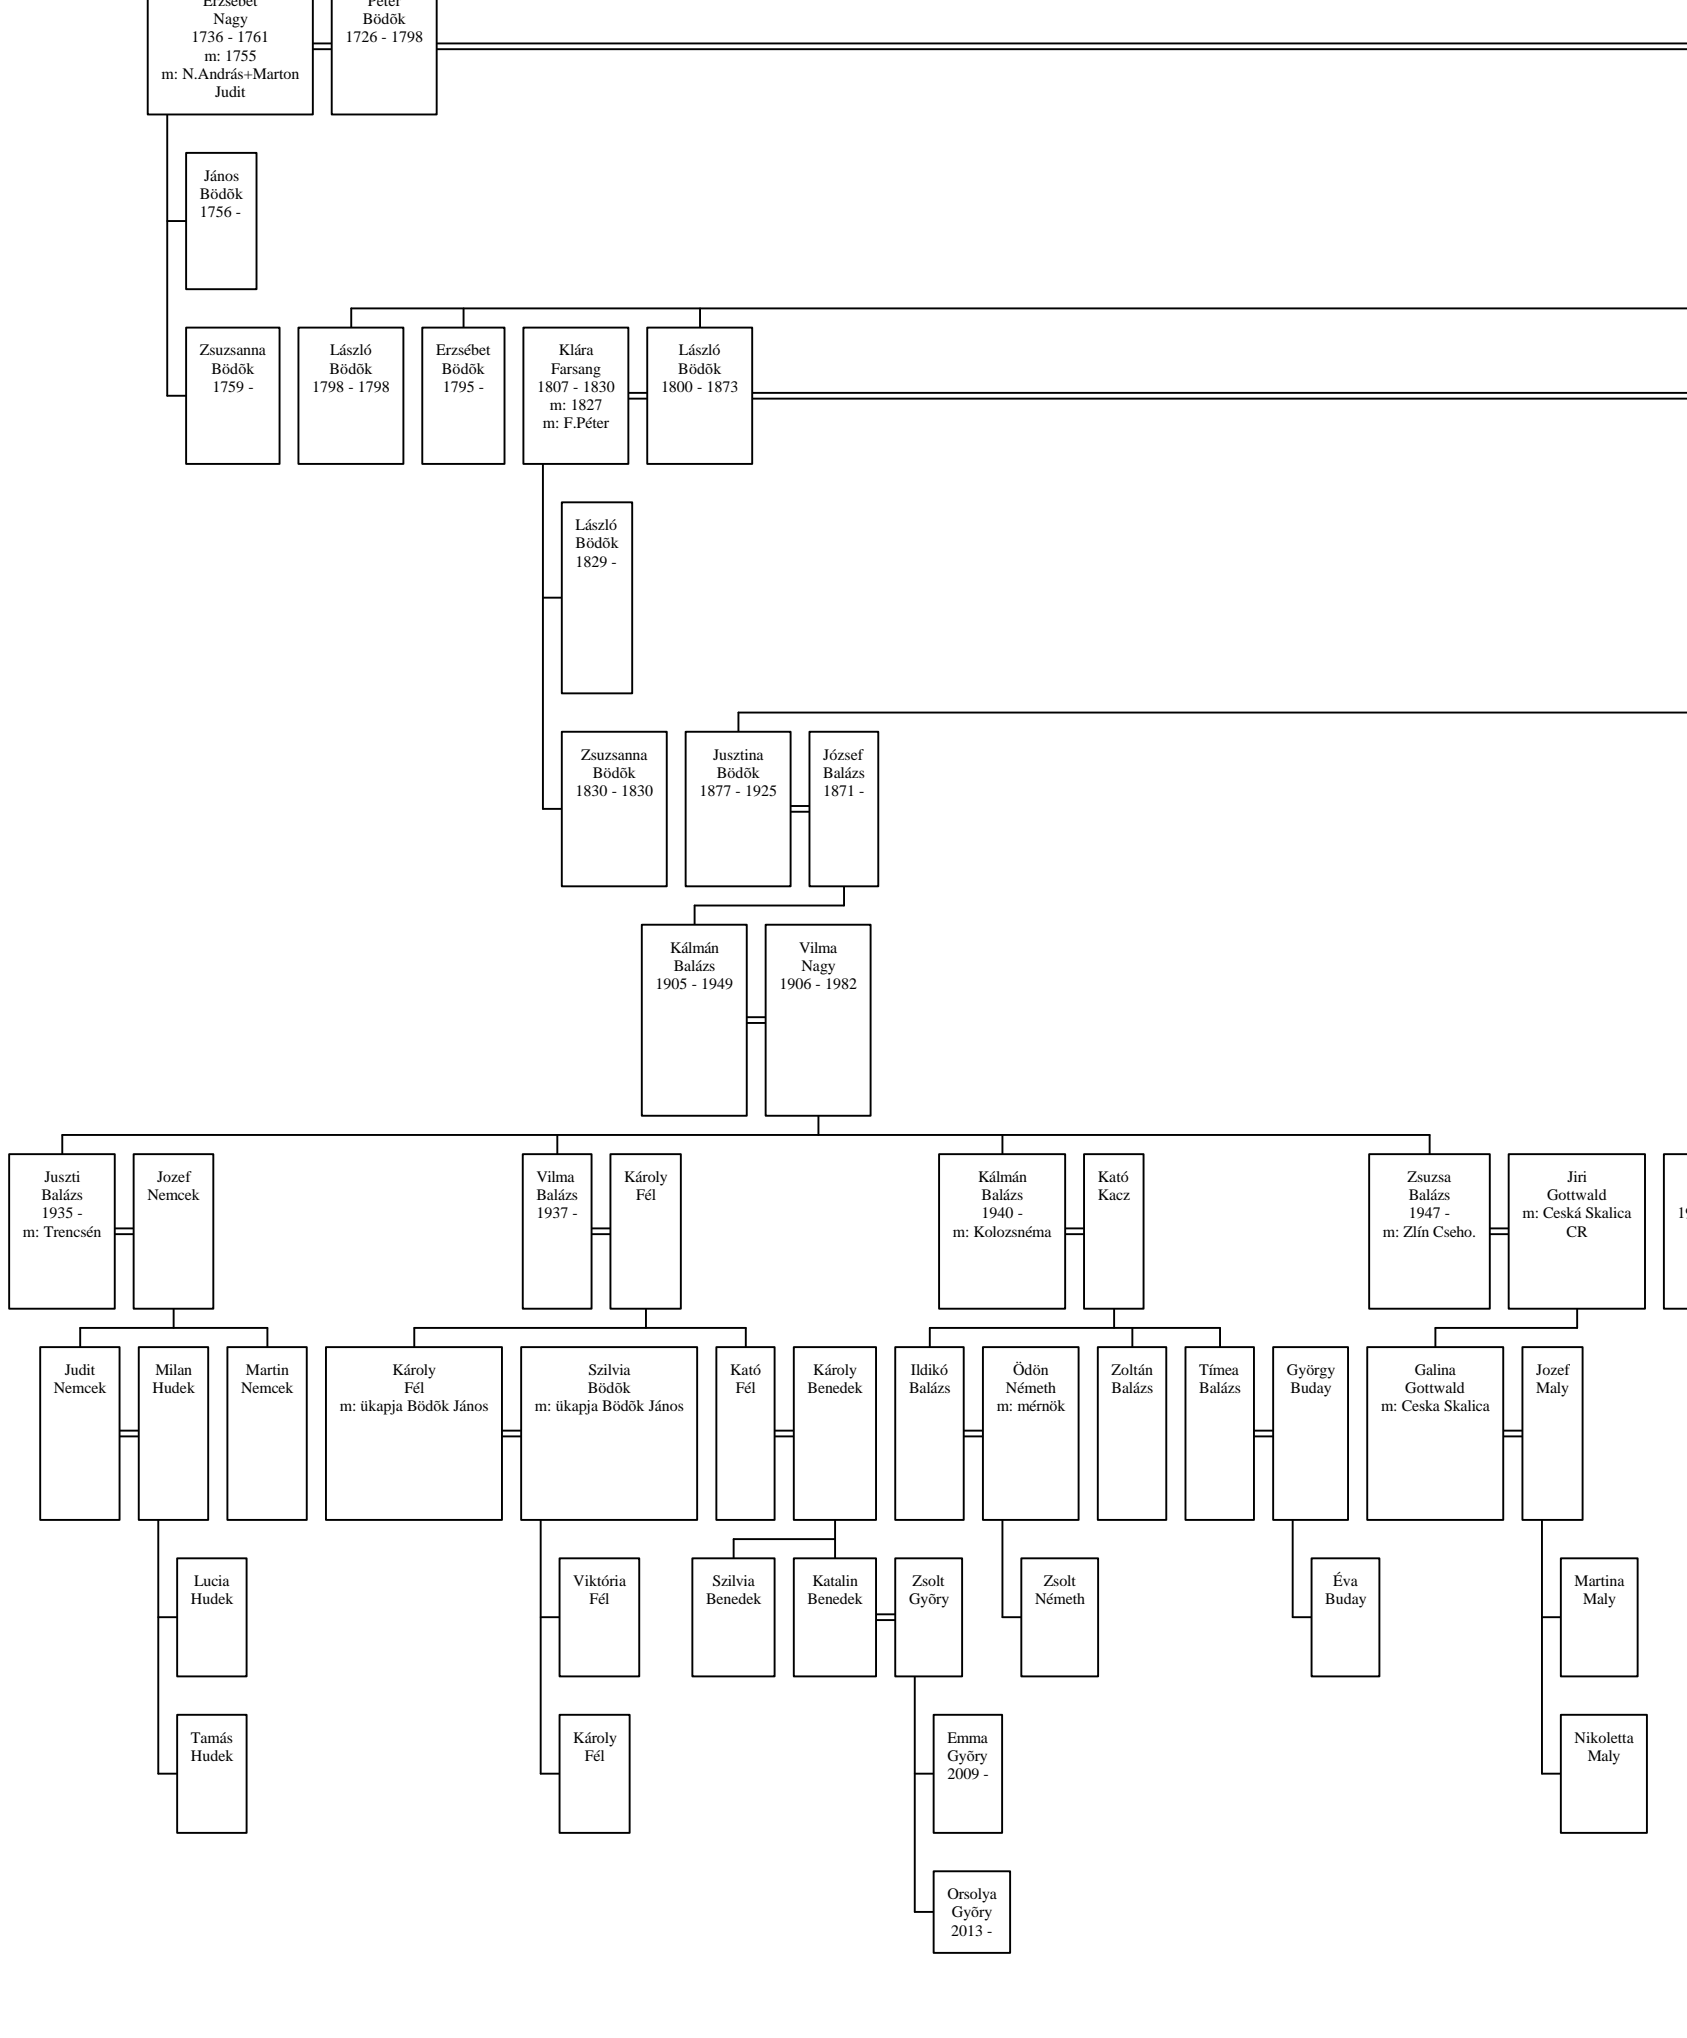 Erzsébet
Nagy
1736 - 1761
m: 1755
m: N.András+Marton
Judit
Péter
Bödõk
1726 - 1798
János
Bödõk
1756 -
Zsuzsanna
Bödõk
1759 -
László
Bödõk
1798 - 1798
Erzsébet
Bödõk
1795 -
Klára
Farsang
1807 - 1830
m: 1827
m: F.Péter
László
Bödõk
1800 - 1873
László
Bödõk
1829 -
Zsuzsanna
Bödõk
1830 - 1830
Jusztina
Bödõk
1877 - 1925
József
Balázs
1871 -
Kálmán
Balázs
1905 - 1949
Vilma
Nagy
1906 - 1982
Juszti
Balázs
1935 -
m: Trencsén
Jozef
Nemcek
Vilma
Balázs
1937 -
Károly
Fél
Kálmán
Balázs
1940 -
m: Kolozsnéma
Kató
Kacz
Zsuzsa
Balázs
1947 -
m: Zlín Cseho.
Jiri
Gottwald
m: Ceská Skalica
CR
Judit
Nemcek
Milan
Hudek
Martin
Nemcek
Károly
Fél
m: ükapja Bödõk János
Szilvia
Bödõk
m: ükapja Bödõk János
Kató
Fél
Károly
Benedek
Ildikó
Balázs
Ödön
Németh
m: mérnök
Zoltán
Balázs
Tímea
Balázs
György
Buday
Galina
Gottwald
m: Ceska Skalica
Jozef
Maly
Lucia
Hudek
Viktória
Fél
Szilvia
Benedek
Katalin
Benedek
Zsolt
Gyõry
Zsolt
Németh
Éva
Buday
Martina
Maly
Tamás
Hudek
Károly
Fél
Emma
Gyõry
2009 -
Nikoletta
Maly
Orsolya
Gyõry
2013 -